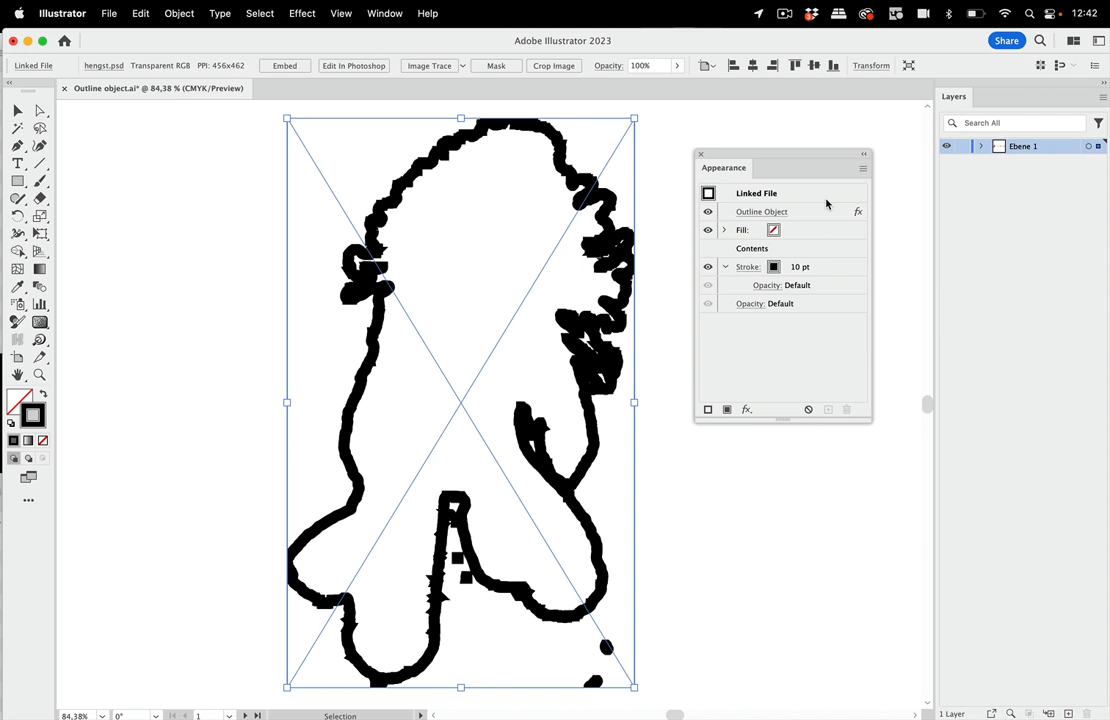 Illustrator File Edit Object Type Select Effect View Window Help 3 12:42
Adobe Illustrator 2023 Share
Linked File hengst.psd Transparent RGB PPI: 456x462 Embed Edit In Photoshop Image Trace Mask Crop Image Opacity: 100% Transform
Outline object.ai* @ 84,38 % (CMYK/Preview)
Layers
Search All
Ebene 1
Appearance
Linked File
Outline Object fx
Fill:
Contents
Stroke: 10 pt
Opacity: Default
Opacity: Default
fx
84,38% 0° 1 Selection 1 Layer